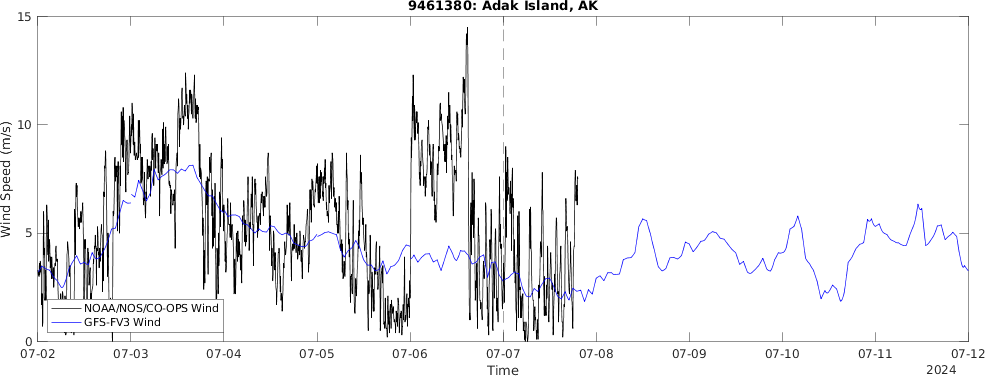 9461380: Adak Island, AK
15
10
5
0
Wind Speed (m/s)
NOAA/NOS/CO-OPS Wind
GFS-FV3 Wind
07-02 07-03 07-04 07-05 07-06 07-07 07-08 07-09 07-10 07-11 07-12
Time
2024